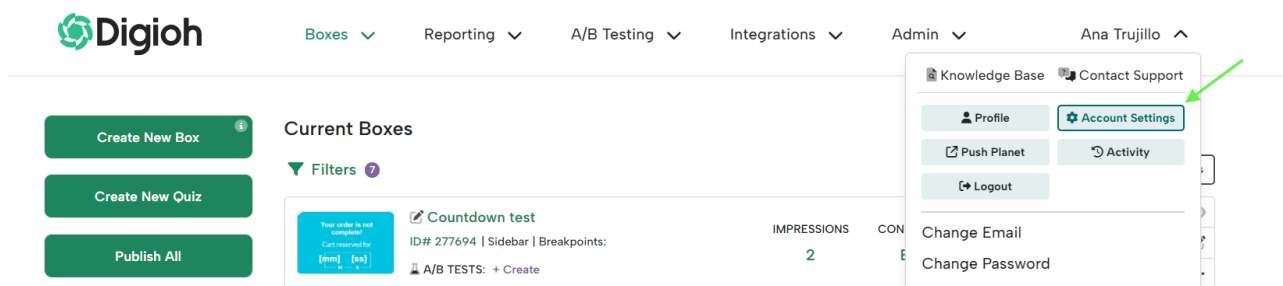 Digioh
Boxes
Reporting
A/B Testing
Integrations
Admin
Ana Trujillo
Knowledge Base
Contact Support
Profile
Account Settings
Push Planet
Activity
Logout
Change Email
Change Password
Create New Box
Create New Quiz
Publish All
Current Boxes
Filters 7
Your order is not
complete!
Cart reserved for
[mm] [ss]
M S
Countdown test
ID# 277694 | Sidebar | Breakpoints:
A/B TESTS: + Create
IMPRESSIONS
2
CON